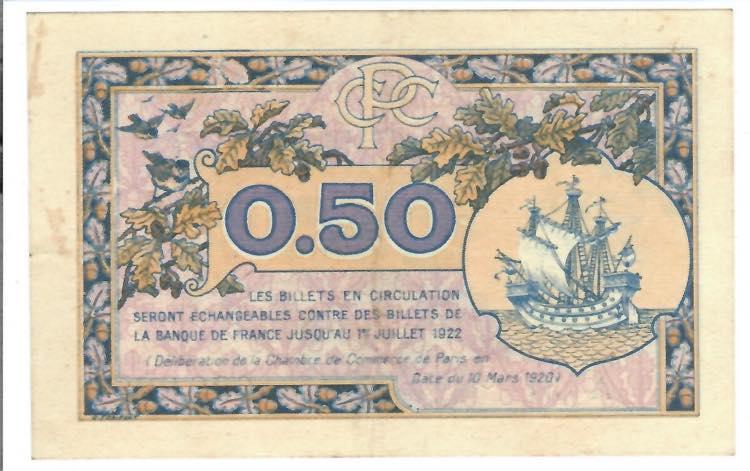 CCP
0.50
LES BILLETS EN CIRCULATION
SERONT ÉCHANGEABLES CONTRE DES BILLETS DE
LA BANQUE DE FRANCE JUSQU'AU 1ER JUILLET 1922
(Délibération de la Chambre de Commerce de Paris en
Date du 10 Mars 1920)